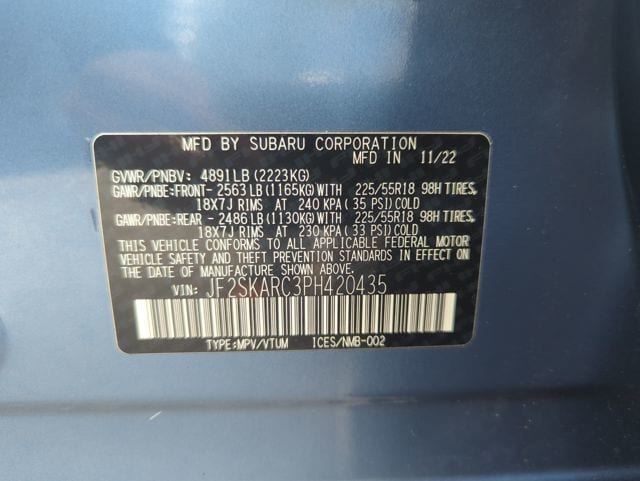 MFD BY SUBARU CORPORATION
MFD IN 11/22
GVWR/PNBV: 4891LB (2223KG)
GAWR/PNBE:FRONT- 2563LB(1165KG)WITH 225/55R18 98H TIRES,
18X7J RIMS AT 240 KPA( 35 PSI)COLD
GAWR/PNBE:REAR - 2486LB(1130KG)WITH 225/55R18 98H TIRES,
18X7J RIMS AT 230 KPA( 33 PSI)COLD
THIS VEHICLE CONFORMS TO ALL APPLICABLE FEDERAL MOTOR
VEHICLE SAFETY AND THEFT PREVENTION STANDARDS IN EFFECT ON
THE DATE OF MANUFACTURE SHOWN ABOVE.
VIN: JF2SKARC3PH420435
TYPE:MPV/VTUM ICES/NMB-002